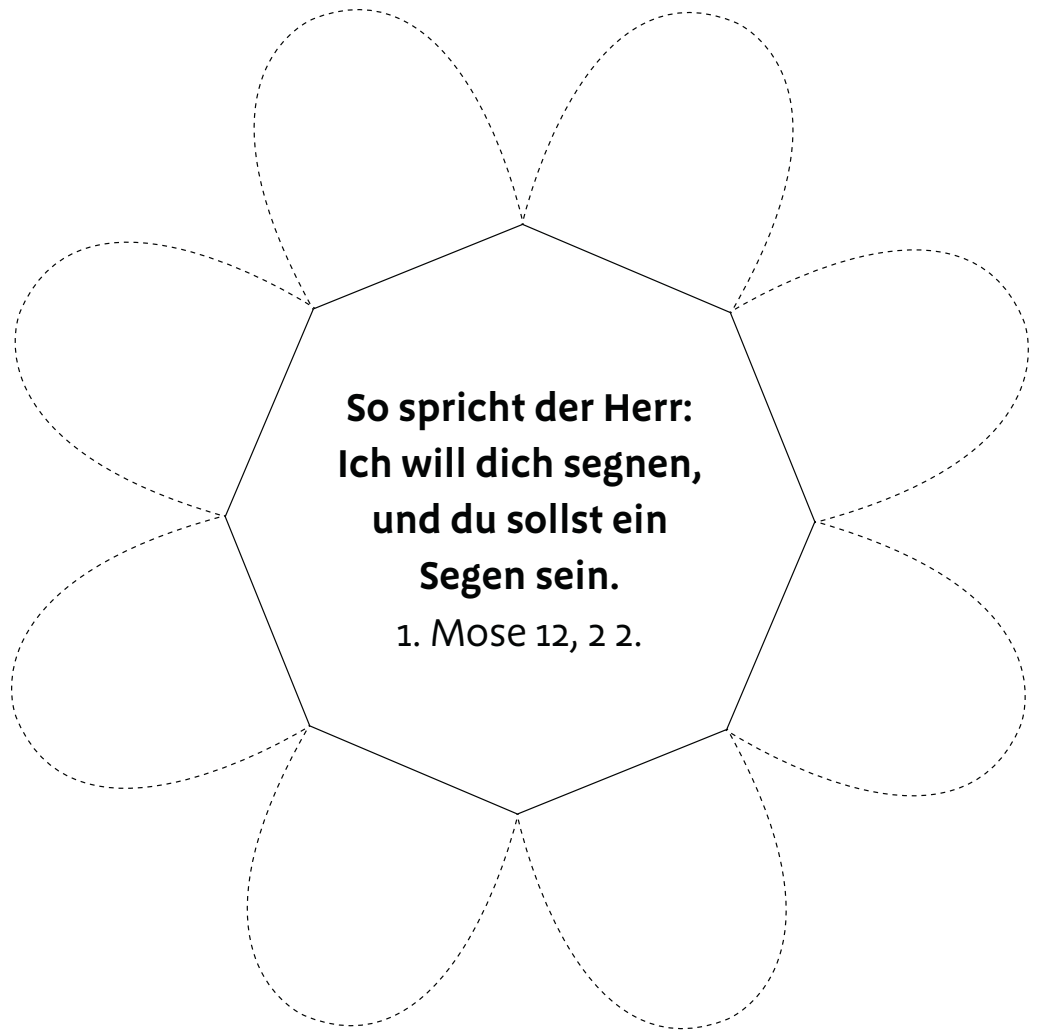 So spricht der Herr:
Ich will dich segnen,
und du sollst ein
Segen sein.
1. Mose 12, 2 2.